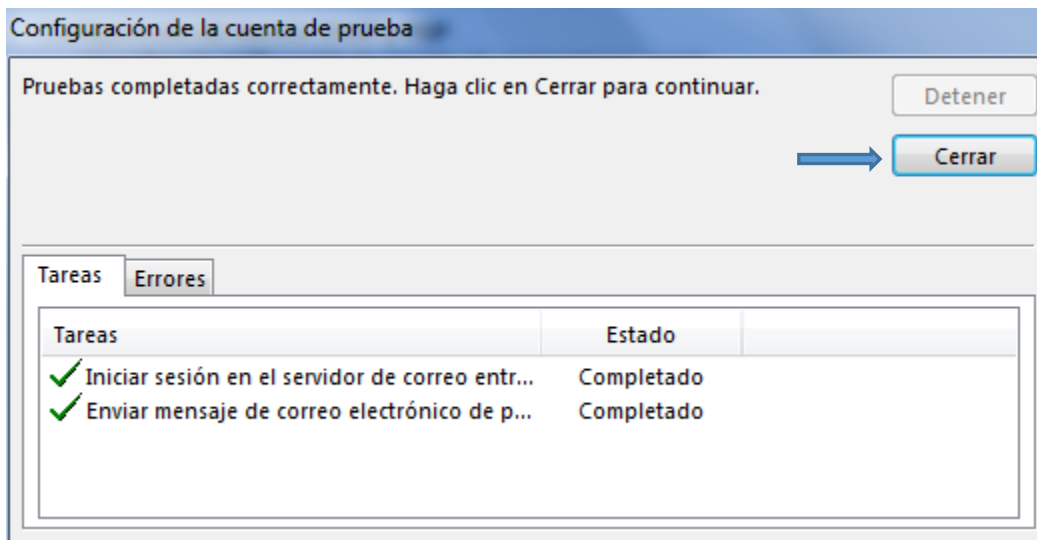 Configuración de la cuenta de prueba
Pruebas completadas correctamente. Haga clic en Cerrar para continuar.
Detener
Cerrar
Tareas Errores
Tareas Estado
Iniciar sesión en el servidor de correo entr... Completado
Enviar mensaje de correo electrónico de p... Completado